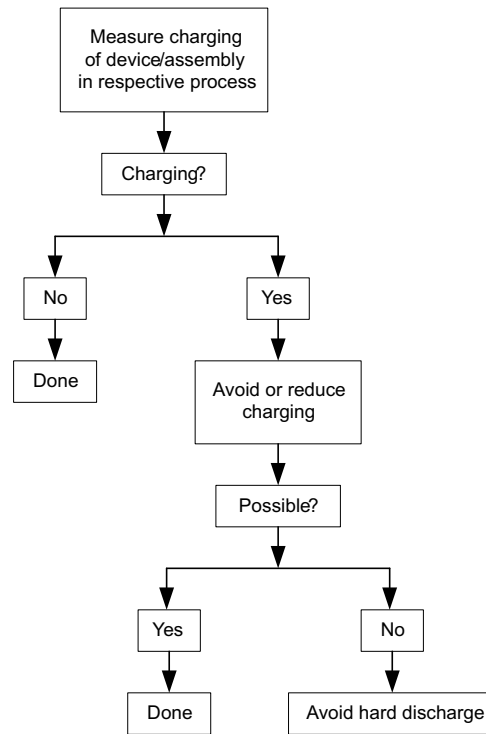 Measure charging
of device/assembly
in respective process
Charging?
No
Yes
Done
Avoid or reduce
charging
Possible?
Yes
No
Done
Avoid hard discharge